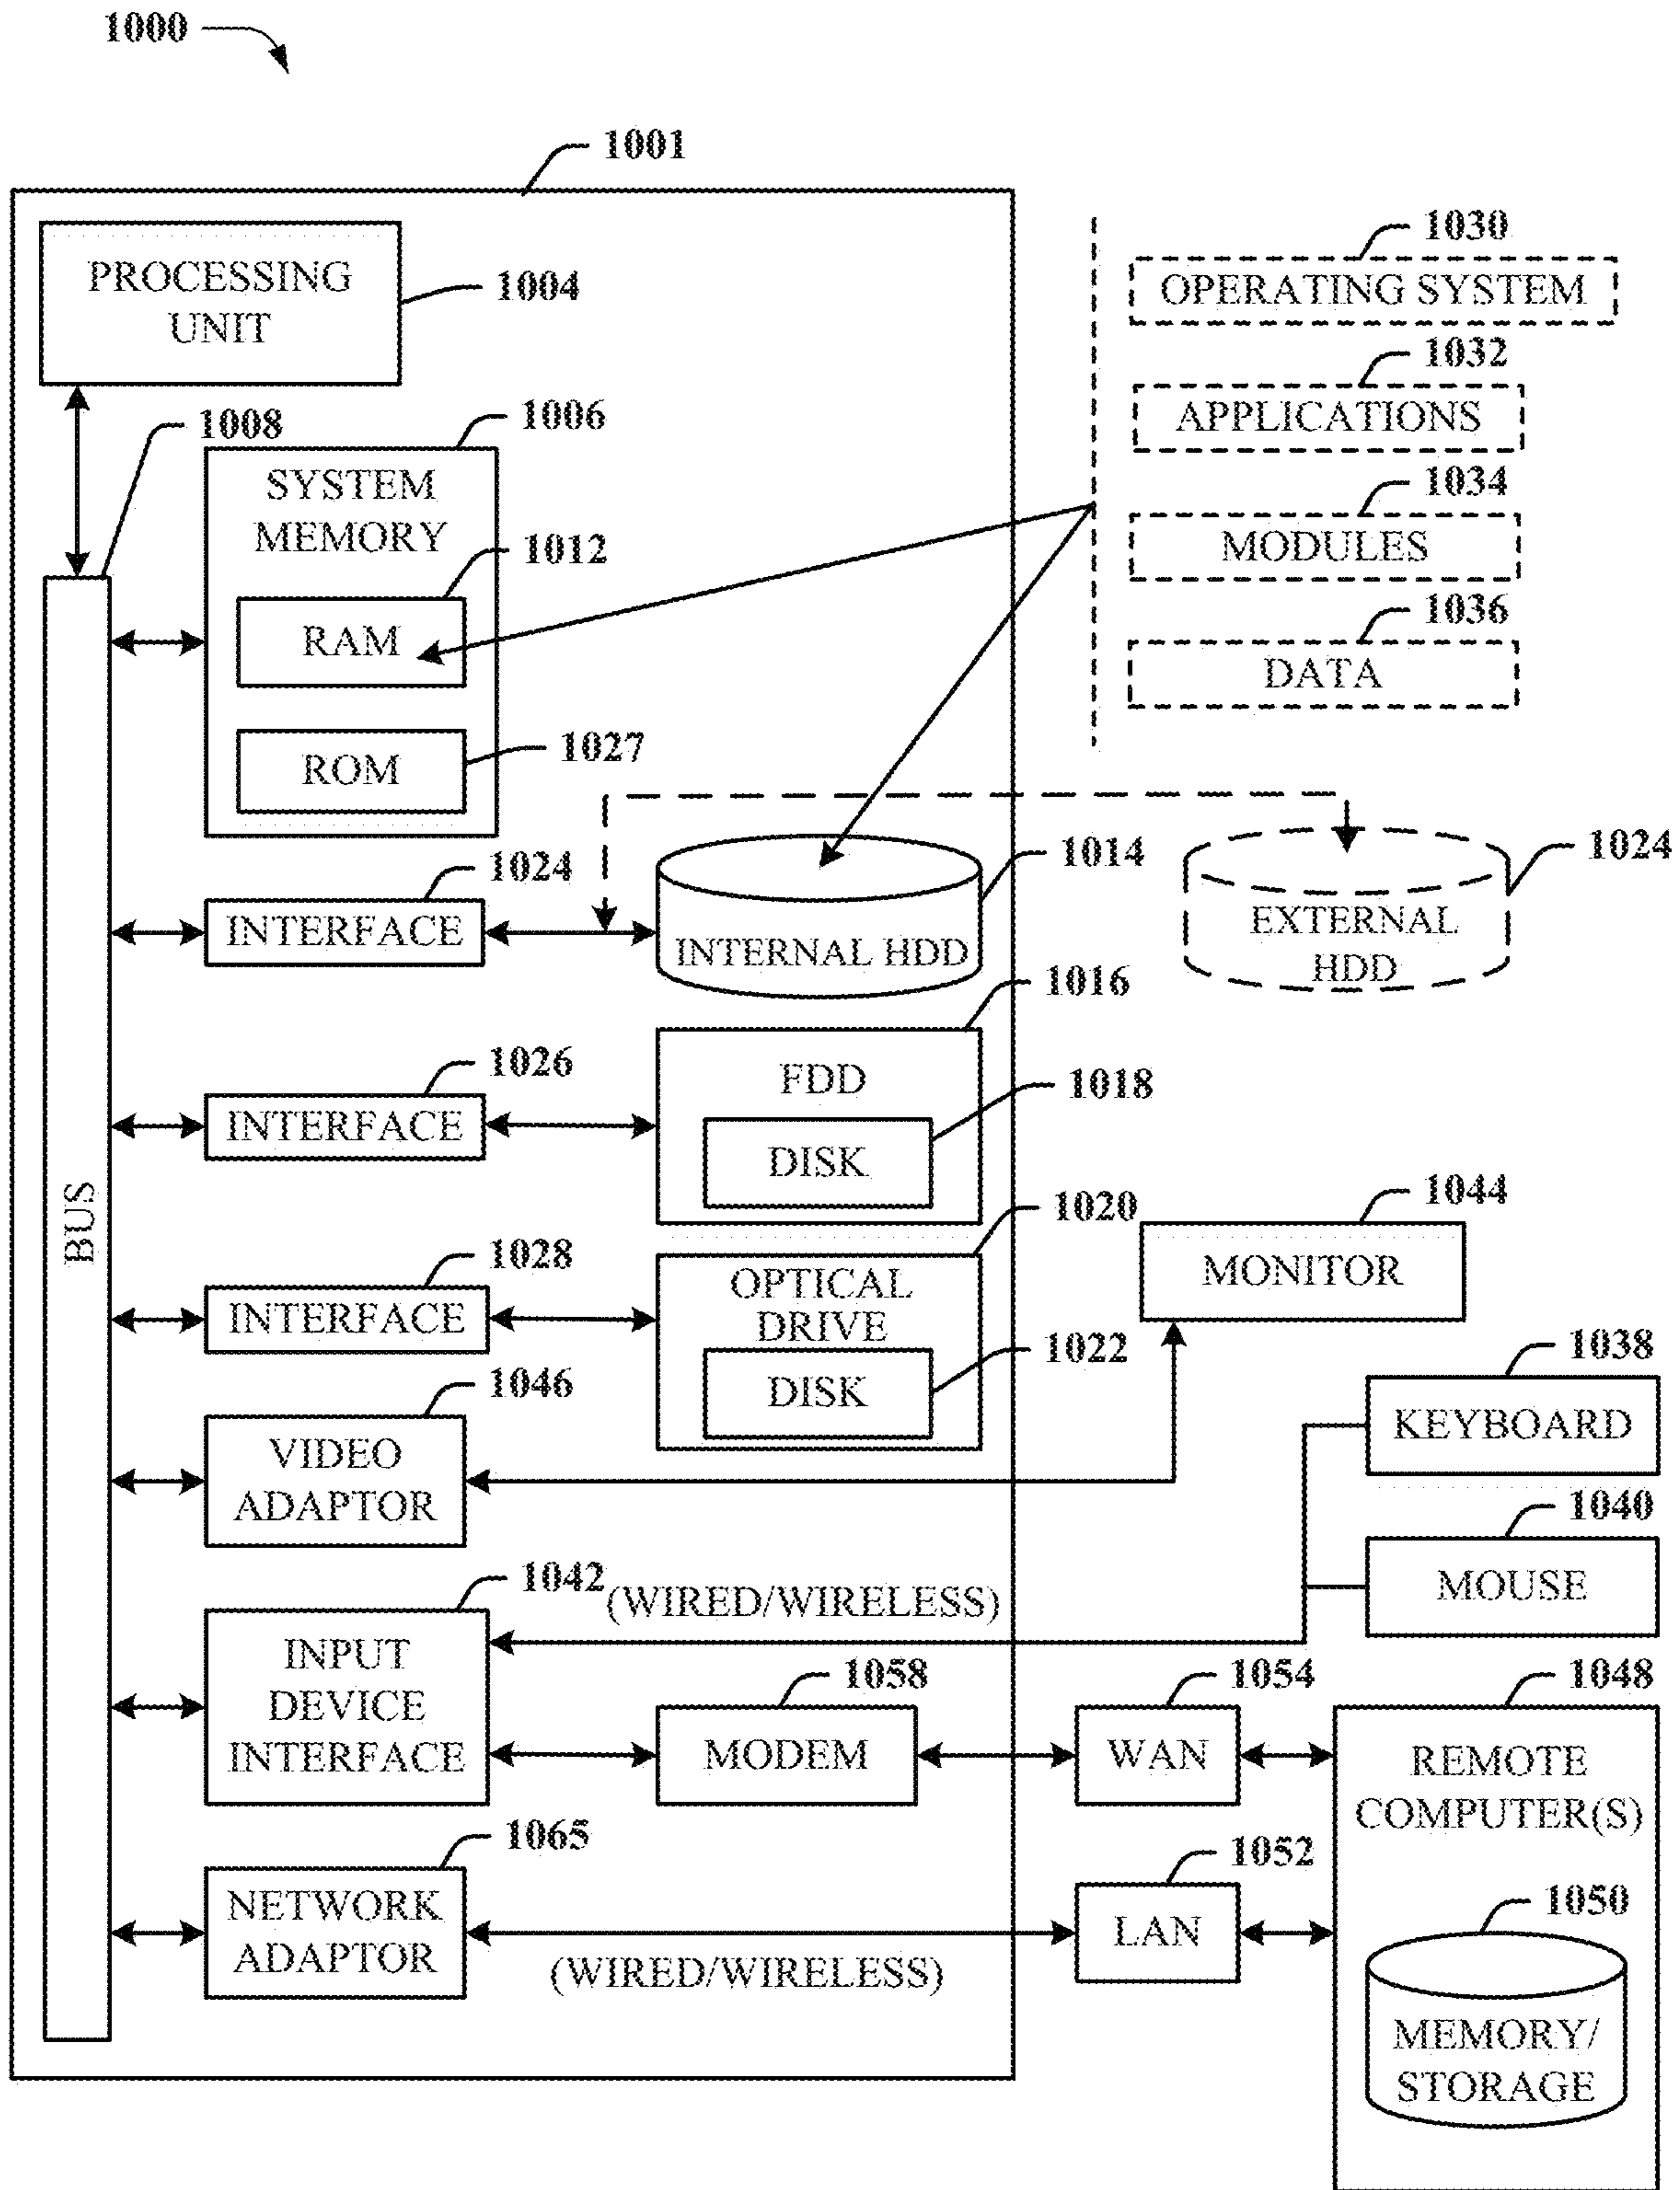 1000
1001
PROCESSING
UNIT
1004
1030
OPERATING SYSTEM
1032
APPLICATIONS
1034
MODULES
1036
DATA
1008
1006
SYSTEM
MEMORY
1012
RAM
1027
ROM
BUS
1024
INTERFACE
1014
INTERNAL HDD
1024
EXTERNAL
HDD
1026
INTERFACE
1016
FDD
1018
DISK
1028
INTERFACE
1020
OPTICAL
DRIVE
1022
DISK
1044
MONITOR
1046
VIDEO
ADAPTOR
1038
KEYBOARD
1040
MOUSE
1042
(WIRED/WIRELESS)
INPUT
DEVICE
INTERFACE
1058
MODEM
1054
WAN
1048
REMOTE
COMPUTER(S)
1065
NETWORK
ADAPTOR
(WIRED/WIRELESS)
1052
LAN
1050
MEMORY/
STORAGE